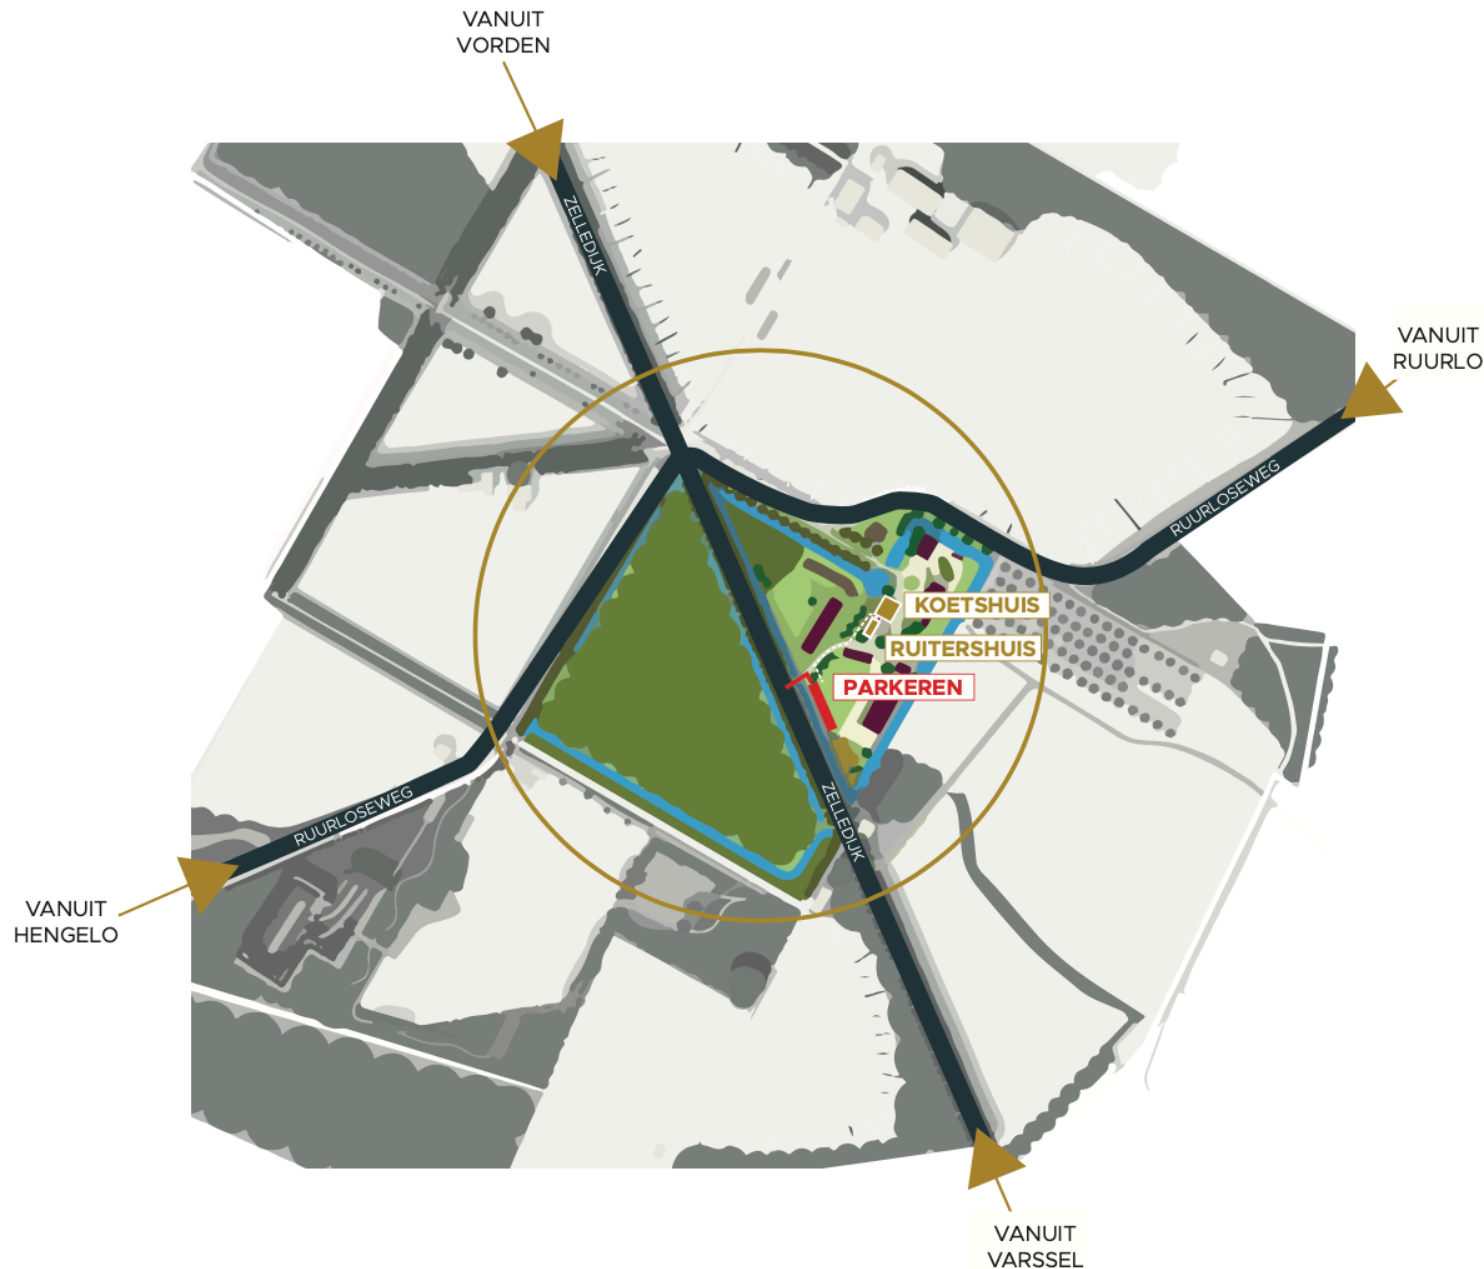 VANUIT
VORDEN
ZELLEDIJK
VANUIT
RUURLO
RUURLOSEWEG
KOETSHUIS
RUITERSHUIS
PARKEREN
ZELLEDIJK
RUURLOSEWEG
VANUIT
HENGELO
VANUIT
VARSSEL